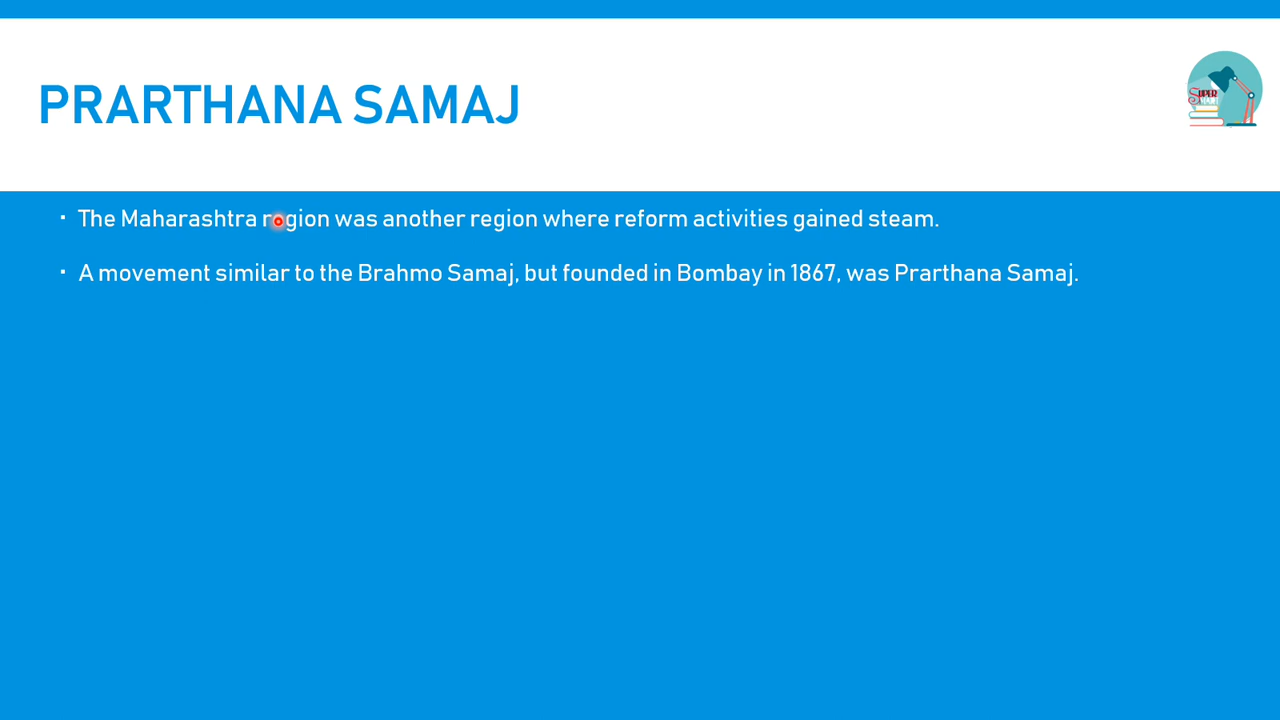 PRARTHANA SAMAJ
SUPER
▪ The Maharashtra region was another region where reform activities gained steam.
▪ A movement similar to the Brahmo Samaj, but founded in Bombay in 1867, was Prarthana Samaj.